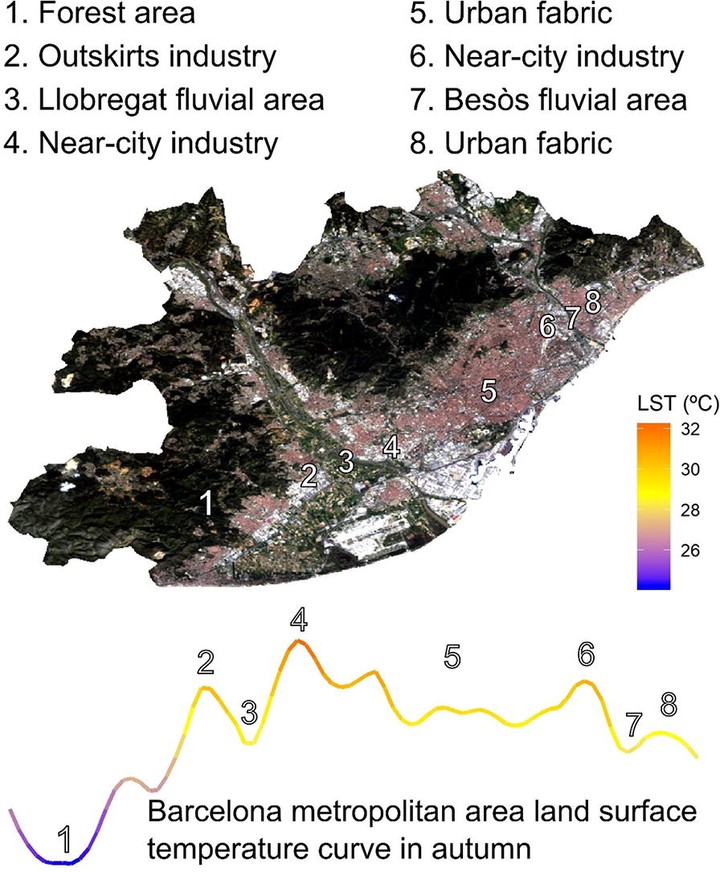 1. Forest area
2. Outskirts industry
3. Llobregat fluvial area
4. Near-city industry
5. Urban fabric
6. Near-city industry
7. Besòs fluvial area
8. Urban fabric
8
7
6
5
4
3
2
1
LST (ºC)
32
30
28
26
4
2
3
5
6
7
8
1
Barcelona metropolitan area land surface
temperature curve in autumn